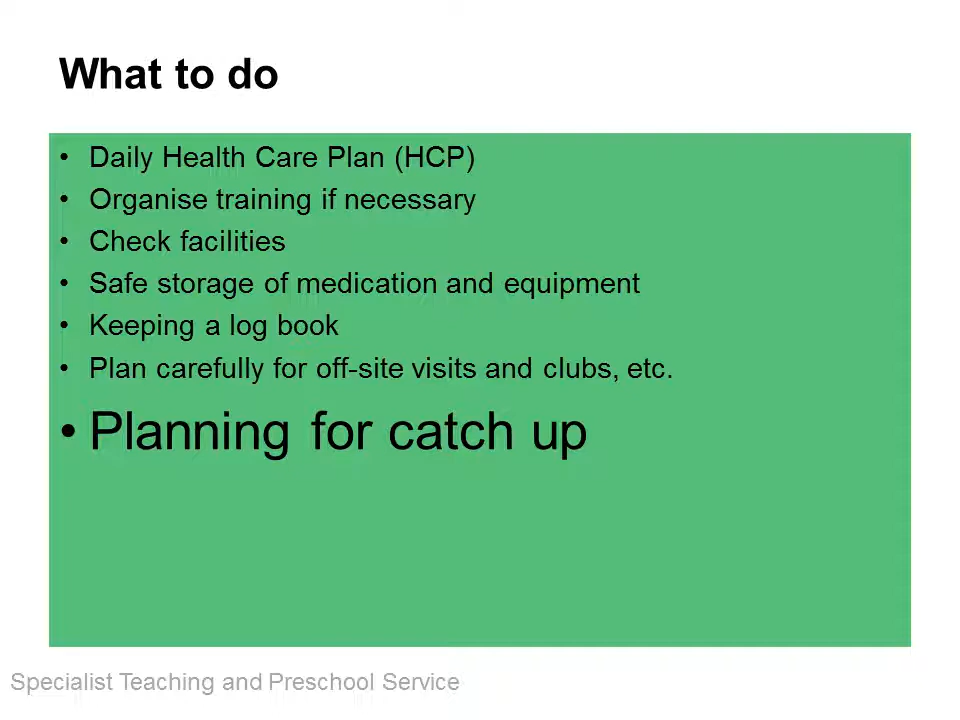 What to do
• Daily Health Care Plan (HCP)
• Organise training if necessary
• Check facilities
• Safe storage of medication and equipment
• Keeping a log book
• Plan carefully for off-site visits and clubs, etc.
• Planning for catch up
Specialist Teaching and Preschool Service